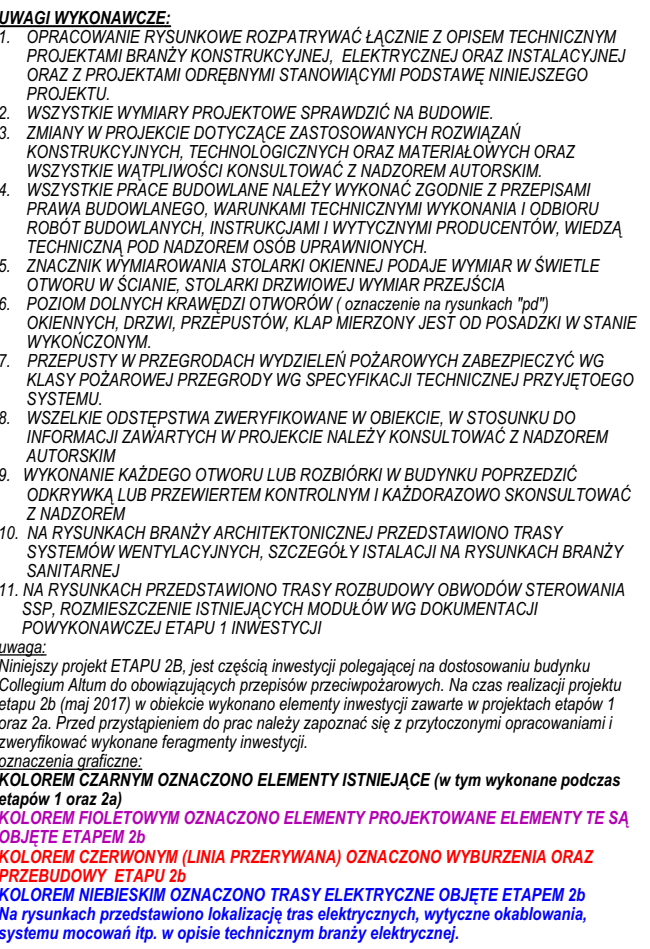 UWAGI WYKONAWCZE:
1. OPRACOWANIE RYSUNKOWE ROZPATRYWAĆ ŁĄCZNIE Z OPISEM TECHNICZNYM
PROJEKTAMI BRANŻY KONSTRUKCYJNEJ, ELEKTRYCZNEJ ORAZ INSTALACYJNEJ
ORAZ Z PROJEKTAMI ODRĘBNYMI STANOWIĄCYMI PODSTAWĘ NINIEJSZEGO
PROJEKTU.
2. WSZYSTKIE WYMIARY PROJEKTOWE SPRAWDZIĆ NA BUDOWIE.
3. ZMIANY W PROJEKCIE DOTYCZĄCE ZASTOSOWANYCH ROZWIĄZAŃ
KONSTRUKCYJNYCH, TECHNOLOGICZNYCH ORAZ MATERIAŁOWYCH ORAZ
WSZYSTKIE WĄTPLIWOŚCI KONSULTOWAĆ Z NADZOREM AUTORSKIM.
4. WSZYSTKIE PRACE BUDOWLANE NALEŻY WYKONAĆ ZGODNIE Z PRZEPISAMI
PRAWA BUDOWLANEGO, WARUNKAMI TECHNICZNYMI WYKONANIA I ODBIORU
ROBÓT BUDOWLANYCH, INSTRUKCJAMI I WYTYCZNYMI PRODUCENTÓW, WIEDZĄ
TECHNICZNĄ POD NADZOREM OSÓB UPRAWNIONYCH.
5. ZNACZNIK WYMIAROWANIA STOLARKI OKIENNEJ PODAJE WYMIAR W ŚWIETLE
OTWORU W ŚCIANIE, STOLARKI DRZWIOWEJ WYMIAR PRZEJŚCIA
6. POZIOM DOLNYCH KRAWĘDZI OTWORÓW ( oznaczenie na rysunkach "pd")
OKIENNYCH, DRZWI, PRZEPUSTÓW, KLAP MIERZONY JEST OD POSADZKI W STANIE
WYKOŃCZONYM.
7. PRZEPUSTY W PRZEGRODACH WYDZIELEŃ POŻAROWYCH ZABEZPIECZYĆ WG
KLASY POŻAROWEJ PRZEGRODY WG SPECYFIKACJI TECHNICZNEJ PRZYJĘTOEGO
SYSTEMU.
8. WSZELKIE ODSTĘPSTWA ZWERYFIKOWANE W OBIEKCIE, W STOSUNKU DO
INFORMACJI ZAWARTYCH W PROJEKCIE NALEŻY KONSULTOWAĆ Z NADZOREM
AUTORSKIM
9. WYKONANIE KAŻDEGO OTWORU LUB ROZBIÓRKI W BUDYNKU POPRZEDZIĆ
ODKRYWKĄ LUB PRZEWIERTEM KONTROLNYM I KAŻDORAZOWO SKONSULTOWAĆ
Z NADZOREM
10. NA RYSUNKACH BRANŻY ARCHITEKTONICZNEJ PRZEDSTAWIONO TRASY
SYSTEMÓW WENTYLACYJNYCH, SZCZEGÓŁY ISTALACJI NA RYSUNKACH BRANŻY
SANITARNEJ
11. NA RYSUNKACH PRZEDSTAWIONO TRASY ROZBUDOWY OBWODÓW STEROWANIA
SSP, ROZMIESZCZENIE ISTNIEJĄCYCH MODUŁÓW WG DOKUMENTACJI
POWYKONAWCZEJ ETAPU 1 INWESTYCJI
uwaga:
Niniejszy projekt ETAPU 2B, jest częścią inwestycji polegającej na dostosowaniu budynku
Collegium Altum do obowiązujących przepisów przeciwpożarowych. Na czas realizacji projektu
etapu 2b (maj 2017) w obiekcie wykonano elementy inwestycji zawarte w projektach etapów 1
oraz 2a. Przed przystąpieniem do prac należy zapoznać się z przytoczonymi opracowaniami i
zweryfikować wykonane feragmenty inwestycji.
oznaczenia graficzne:
KOLOREM CZARNYM OZNACZONO ELEMENTY ISTNIEJĄCE (w tym wykonane podczas
etapów 1 oraz 2a)
KOLOREM FIOLETOWYM OZNACZONO ELEMENTY PROJEKTOWANE ELEMENTY TE SĄ
OBJĘTE ETAPEM 2b
KOLOREM CZERWONYM (LINIA PRZERYWANA) OZNACZONO WYBURZENIA ORAZ
PRZEBUDOWY ETAPU 2b
KOLOREM NIEBIESKIM OZNACZONO TRASY ELEKTRYCZNE OBJĘTE ETAPEM 2b
Na rysunkach przedstawiono lokalizację tras elektrycznych, wytyczne okablowania,
systemu mocowań itp. w opisie technicznym branży elektrycznej.